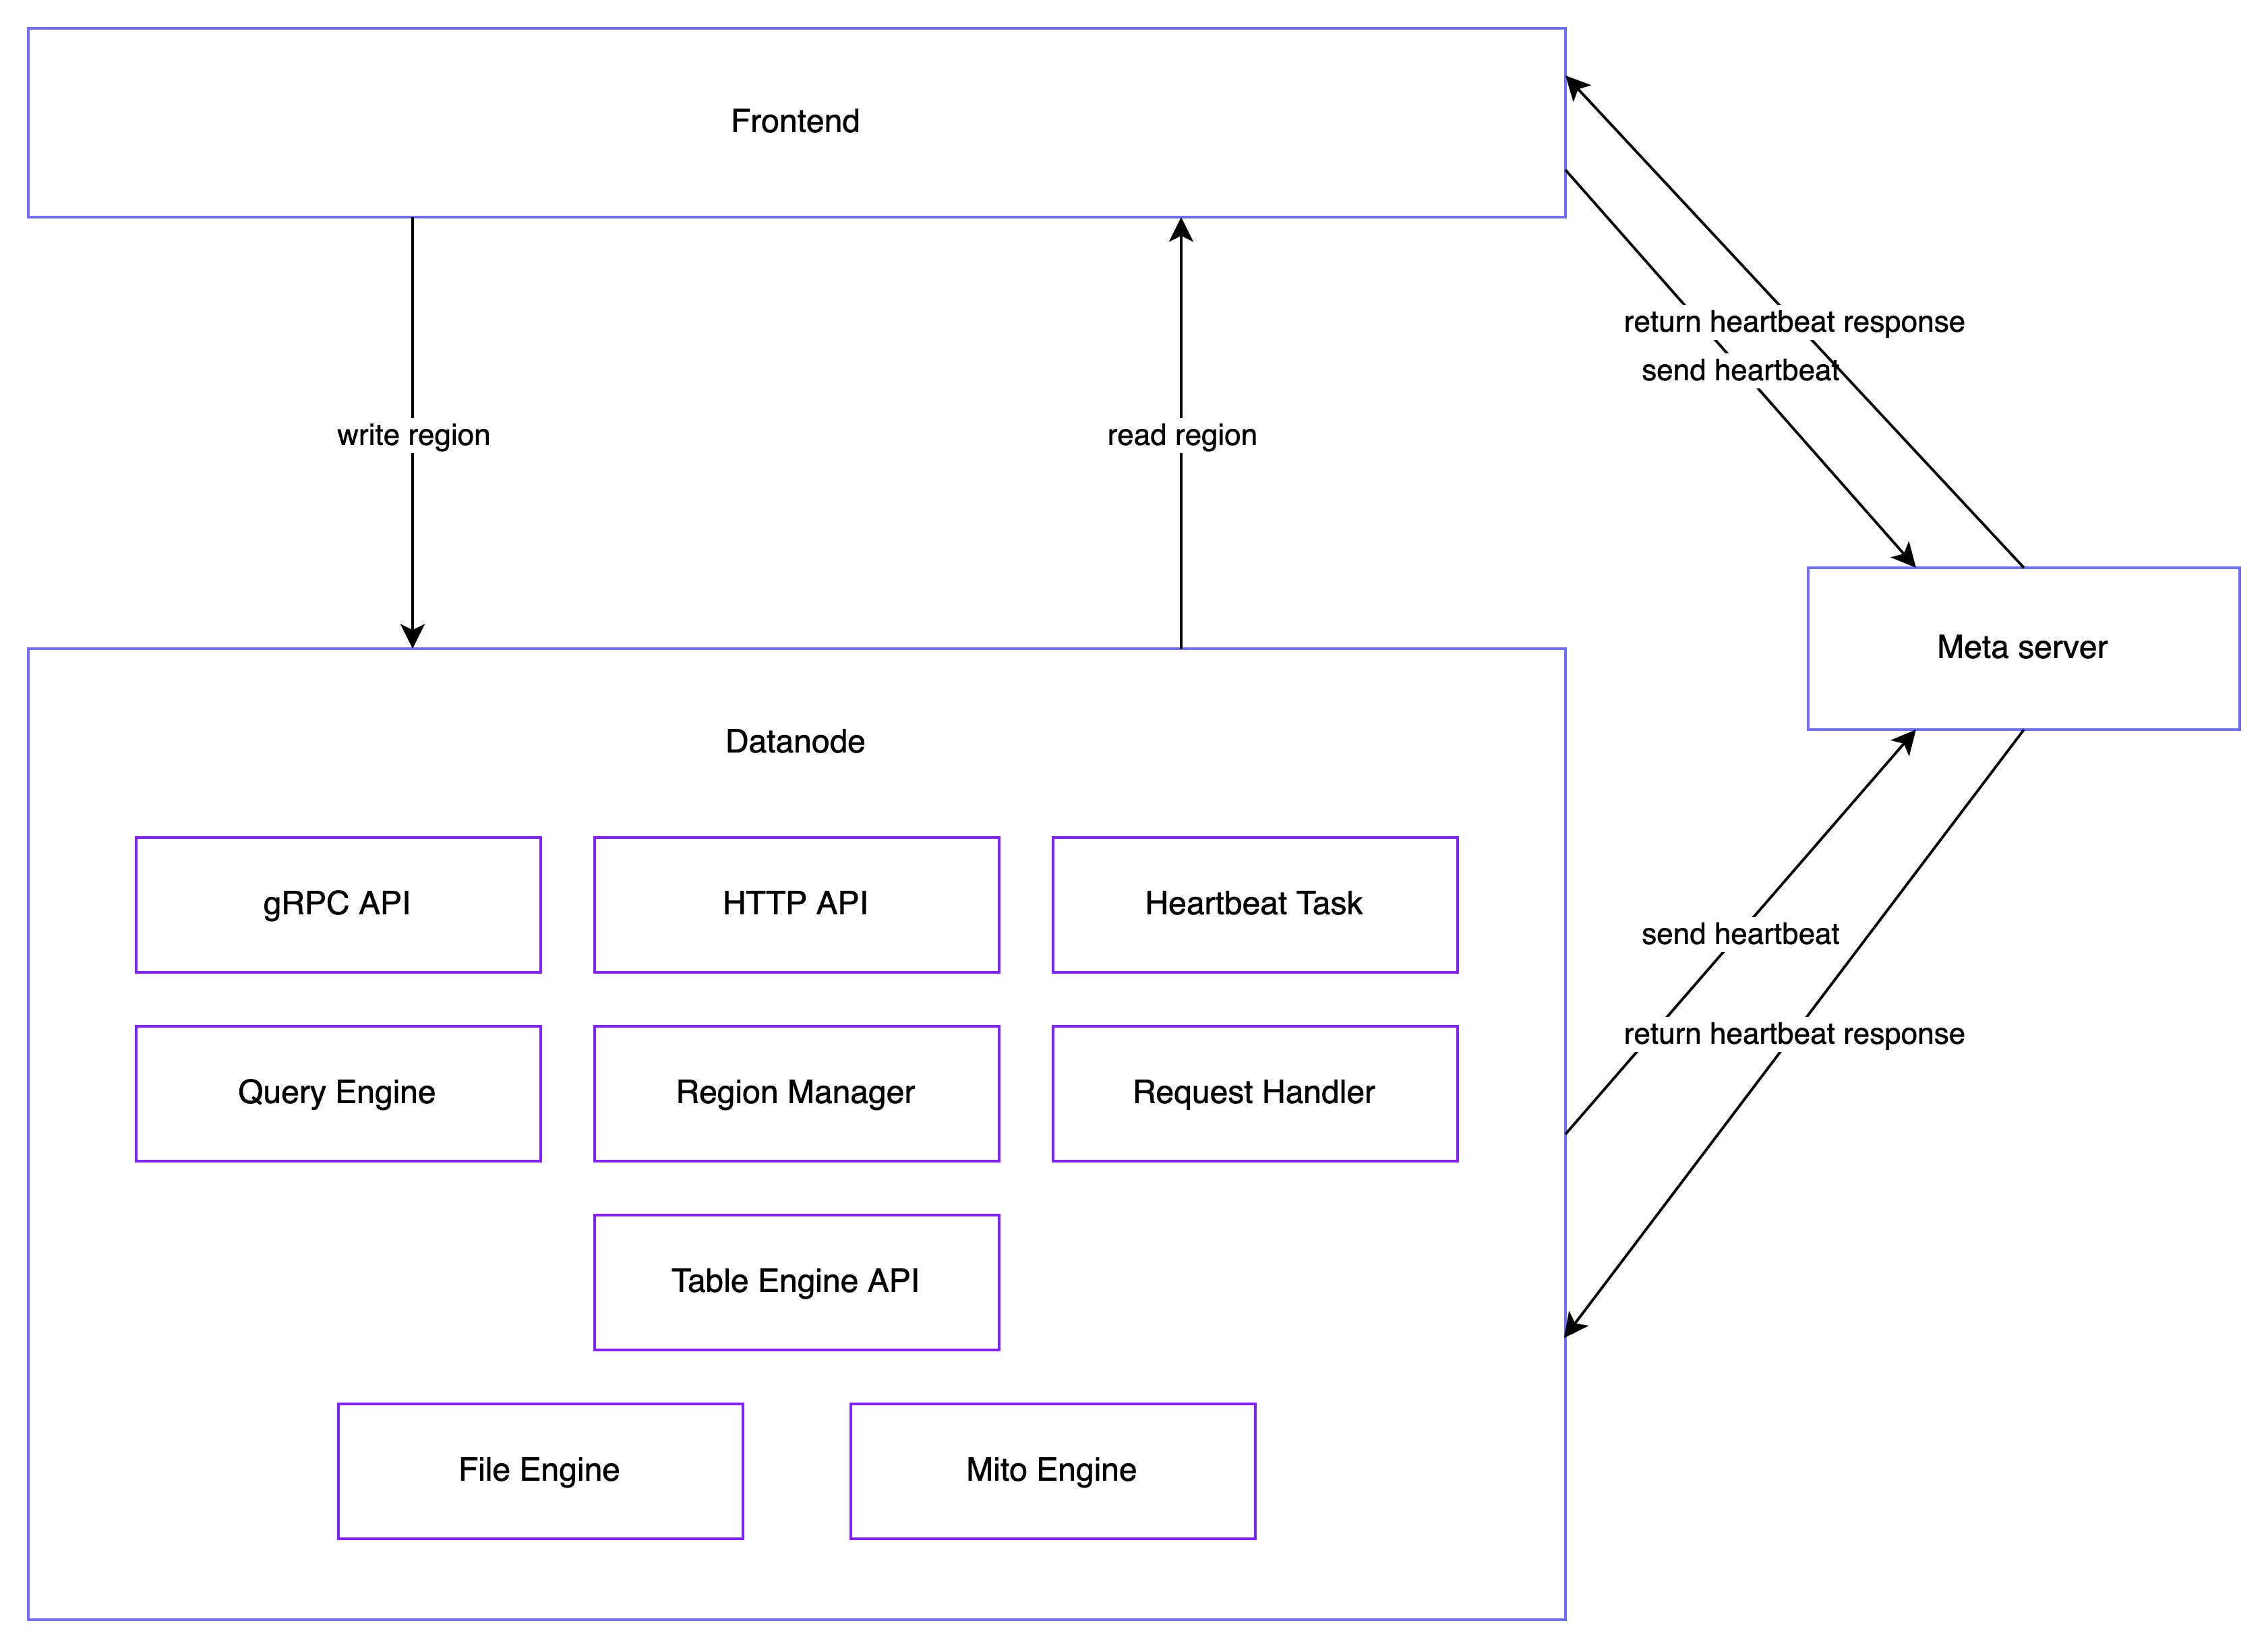 Frontend
return heartbeat response
send heartbeat
write region
read region
Meta server
Datanode
gRPC API
HTTP API
Heartbeat Task
send heartbeat
return heartbeat response
Query Engine
Region Manager
Request Handler
Table Engine API
File Engine
Mito Engine